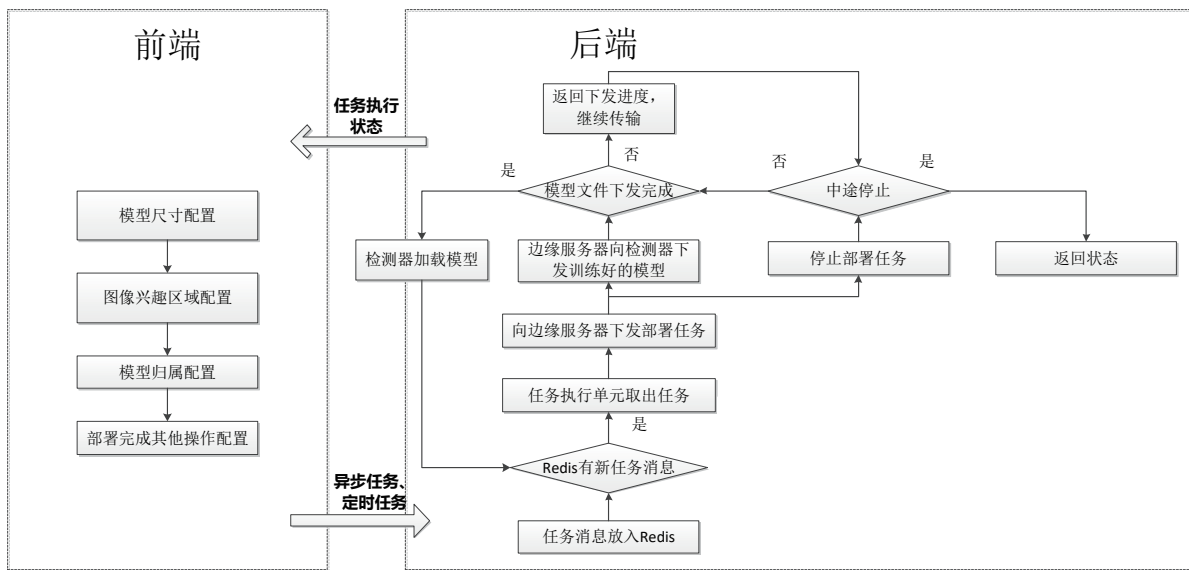 前端
模型尺寸配置
图像兴趣区域配置
模型归属配置
部署完成其他操作配置
任务执行
状态
异步任务、
定时任务
后端
返回下发进度，
继续传输
是
否
否
是
模型文件下发完成
中途停止
检测器加载模型
边缘服务器向检测器下
发训练好的模型
停止部署任务
返回状态
向边缘服务器下发部署任务
任务执行单元取出任务
是
Redis有新任务消息
任务消息放入Redis